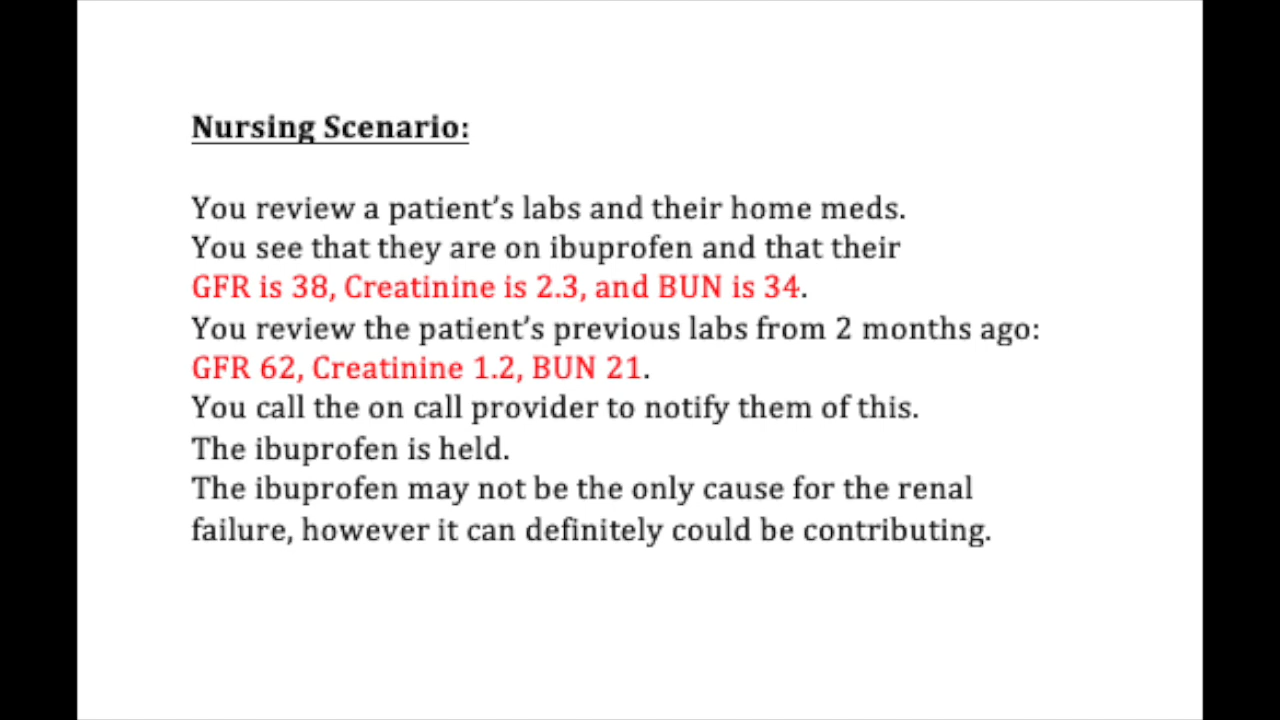 Nursing Scenario:
You review a patient’s labs and their home meds.
You see that they are on ibuprofen and that their
GFR is 38, Creatinine is 2.3, and BUN is 34.
You review the patient’s previous labs from 2 months ago:
GFR 62, Creatinine 1.2, BUN 21.
You call the on call provider to notify them of this.
The ibuprofen is held.
The ibuprofen may not be the only cause for the renal
failure, however it can definitely could be contributing.